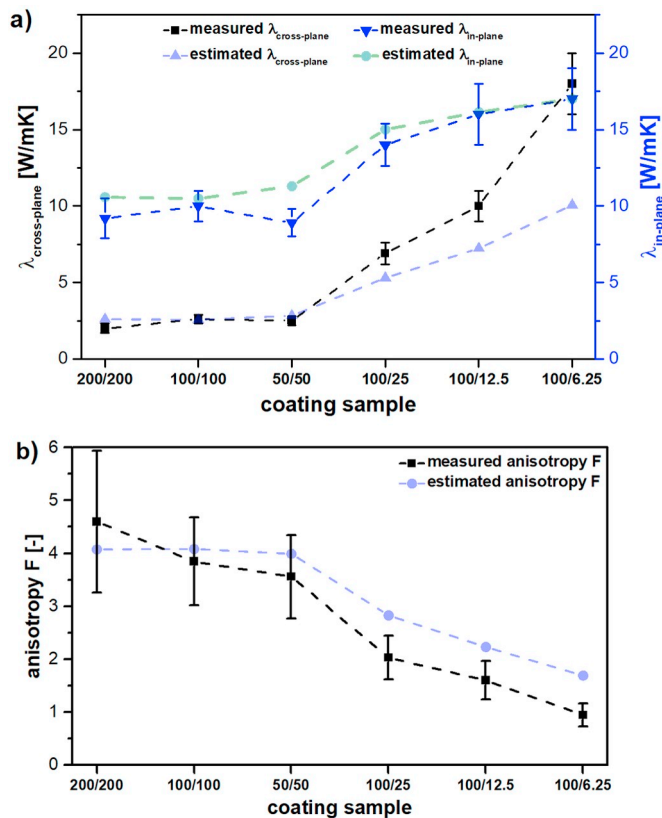 a)
measured λcross-plane
measured λin-plane
estimated λcross-plane
estimated λin-plane
λcross-plane [W/mK]
λin-plane [W/mK]
20
15
10
5
0
20
15
10
5
0
200/200 100/100 50/50 100/25 100/12.5 100/6.25
coating sample
b)
measured anisotropy F
estimated anisotropy F
anisotropy F [-]
6
5
4
3
2
1
0
200/200 100/100 50/50 100/25 100/12.5 100/6.25
coating sample